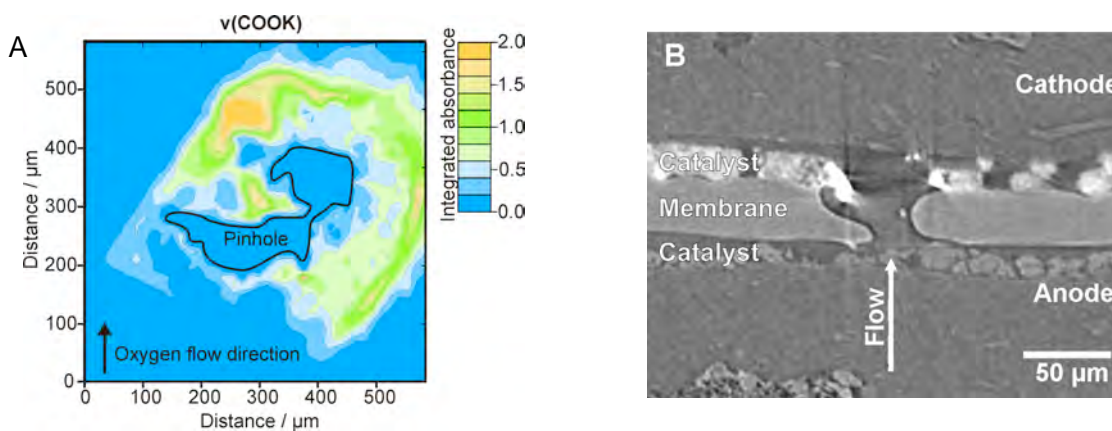 A
ν(COOK)
Distance / µm
500
400
300
200
100
0
Pinhole
Oxygen flow direction
0 100 200 300 400 500
Distance / µm
Integrated absorbance
2.0
1.5
1.0
0.5
0.0
B
Cathode
Catalyst
Membrane
Catalyst
Anode
Flow
50 µm